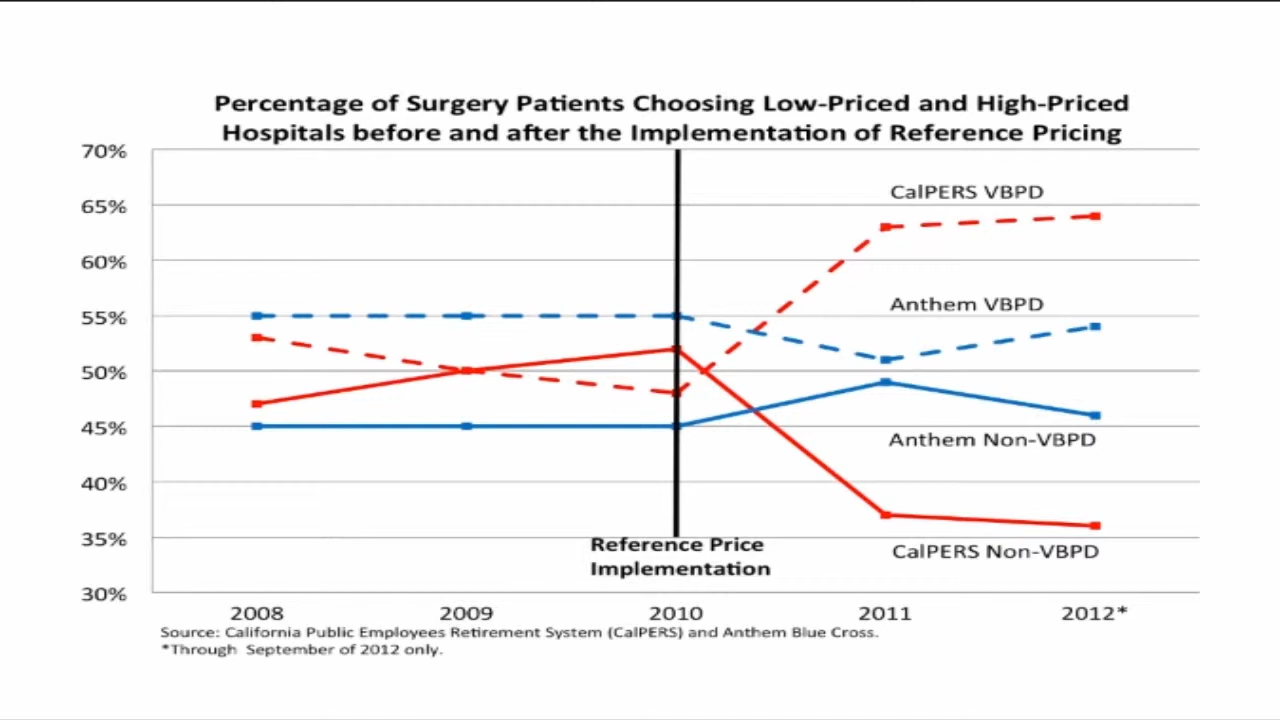 Percentage of Surgery Patients Choosing Low-Priced and High-Priced
Hospitals before and after the Implementation of Reference Pricing
70%
65%
60%
55%
50%
45%
40%
35%
30%
CalPERS VBPD
Anthem VBPD
Anthem Non-VBPD
CalPERS Non-VBPD
Reference Price
Implementation
2008 2009 2010 2011 2012*
Source: California Public Employees Retirement System (CalPERS) and Anthem Blue Cross.
*Through September of 2012 only.